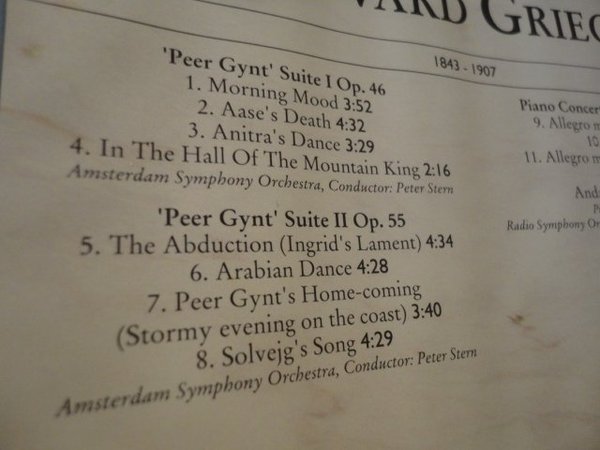 GRIEG
1843 - 1907
'Peer Gynt' Suite I Op. 46
1. Morning Mood 3:52
2. Aase's Death 4:32
3. Anitra's Dance 3:29
4. In The Hall Of The Mountain King 2:16
Amsterdam Symphony Orchestra, Conductor: Peter Stern
'Peer Gynt' Suite II Op. 55
5. The Abduction (Ingrid's Lament) 4:34
6. Arabian Dance 4:28
7. Peer Gynt's Home-coming
(Stormy evening on the coast) 3:40
8. Solvejg's Song 4:29
Amsterdam Symphony Orchestra, Conductor: Peter Stern
Piano
9. Allegro
10
11. Allegro
Radio Symphony